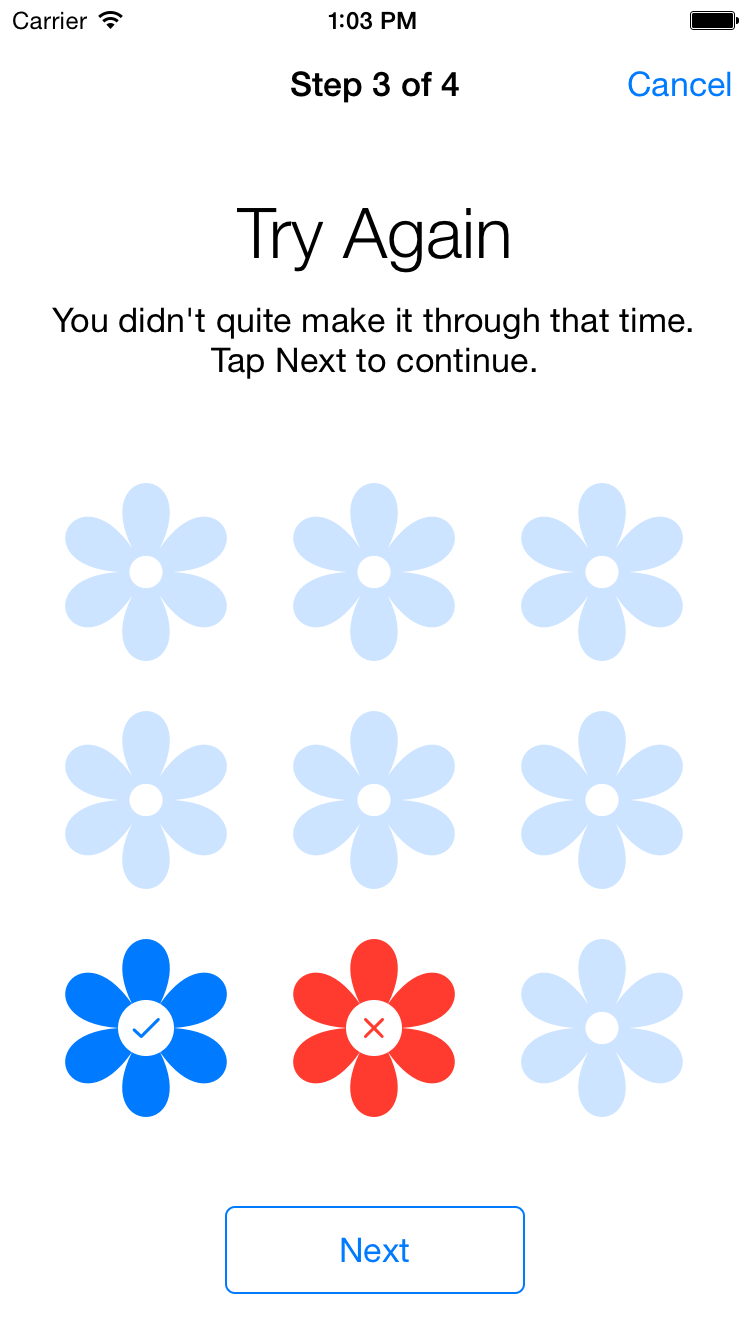 Carrier 1:03 PM
Step 3 of 4 Cancel
Try Again
You didn't quite make it through that time.
Tap Next to continue.
Next